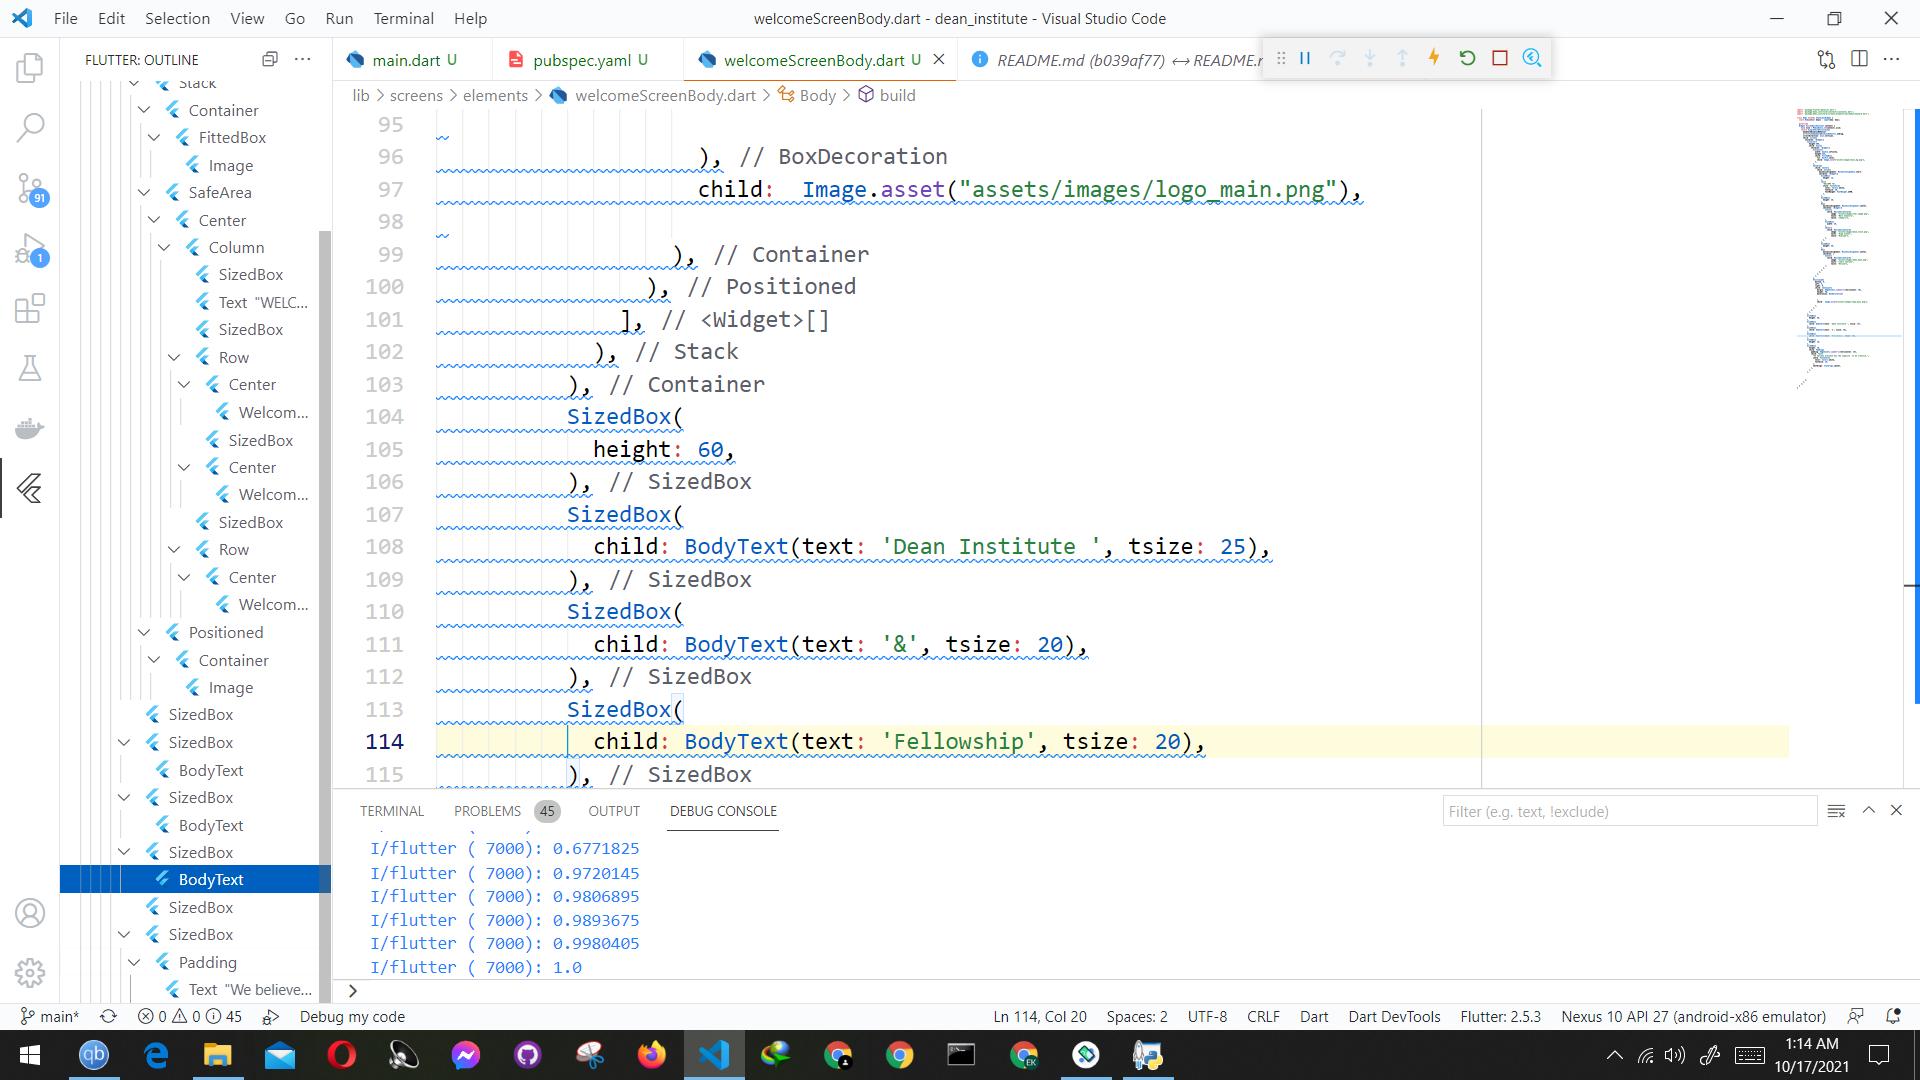 File Edit Selection View Go Run Terminal Help
welcomeScreenBody.dart - dean_institute - Visual Studio Code
FLUTTER: OUTLINE
main.dart U
pubspec.yaml U
welcomeScreenBody.dart U
README.md (b039af77) ↔ README.r
lib > screens > elements > welcomeScreenBody.dart > Body > build
Stack
Container
FittedBox
Image
SafeArea
Center
Column
SizedBox
Text "WELC...
SizedBox
Row
Center
Welcom...
SizedBox
Center
Welcom...
SizedBox
Row
Center
Welcom...
Positioned
Container
Image
SizedBox
SizedBox
BodyText
SizedBox
BodyText
SizedBox
BodyText
SizedBox
SizedBox
Padding
Text "We believe...
91
1
95
96 ), // BoxDecoration
97 child: Image.asset("assets/images/logo_main.png"),
98
99 ), // Container
100 ), // Positioned
101 ], // <Widget>[]
102 ), // Stack
103 ), // Container
104 SizedBox(
105 height: 60,
106 ), // SizedBox
107 SizedBox(
108 child: BodyText(text: 'Dean Institute ', tsize: 25),
109 ), // SizedBox
110 SizedBox(
111 child: BodyText(text: '&', tsize: 20),
112 ), // SizedBox
113 SizedBox(
114 child: BodyText(text: 'Fellowship', tsize: 20),
115 ), // SizedBox
TERMINAL PROBLEMS 45 OUTPUT DEBUG CONSOLE
Filter (e.g. text, !exclude)
I/flutter ( 7000): 0.6771825
I/flutter ( 7000): 0.9720145
I/flutter ( 7000): 0.9806895
I/flutter ( 7000): 0.9893675
I/flutter ( 7000): 0.9980405
I/flutter ( 7000): 1.0
main* 0 0 45 Debug my code
Ln 114, Col 20 Spaces: 2 UTF-8 CRLF Dart Dart DevTools Flutter: 2.5.3 Nexus 10 API 27 (android-x86 emulator)
qb
EK
1:14 AM
10/17/2021